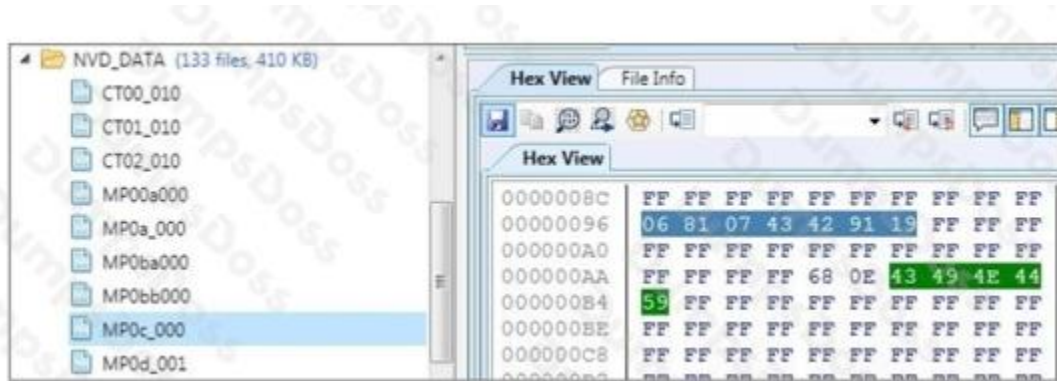 NVD_DATA (133 files, 410 KB)
CT00_010
CT01_010
CT02_010
MP00a000
MP0a_000
MP0ba000
MP0bb000
MP0c_000
MP0d_001
Hex View File Info
Hex View
0000008C FF FF FF FF FF FF FF FF FF FF
00000096 06 81 07 43 42 91 19 FF FF FF
000000A0 FF FF FF FF FF FF FF FF FF FF
000000AA FF FF FF FF 68 0E 43 49 4E 44
000000B4 59 FF FF FF FF FF FF FF FF FF
000000BE FF FF FF FF FF FF FF FF FF FF
000000C8 FF FF FF FF FF FF FF FF FF FF
DumpsDoss